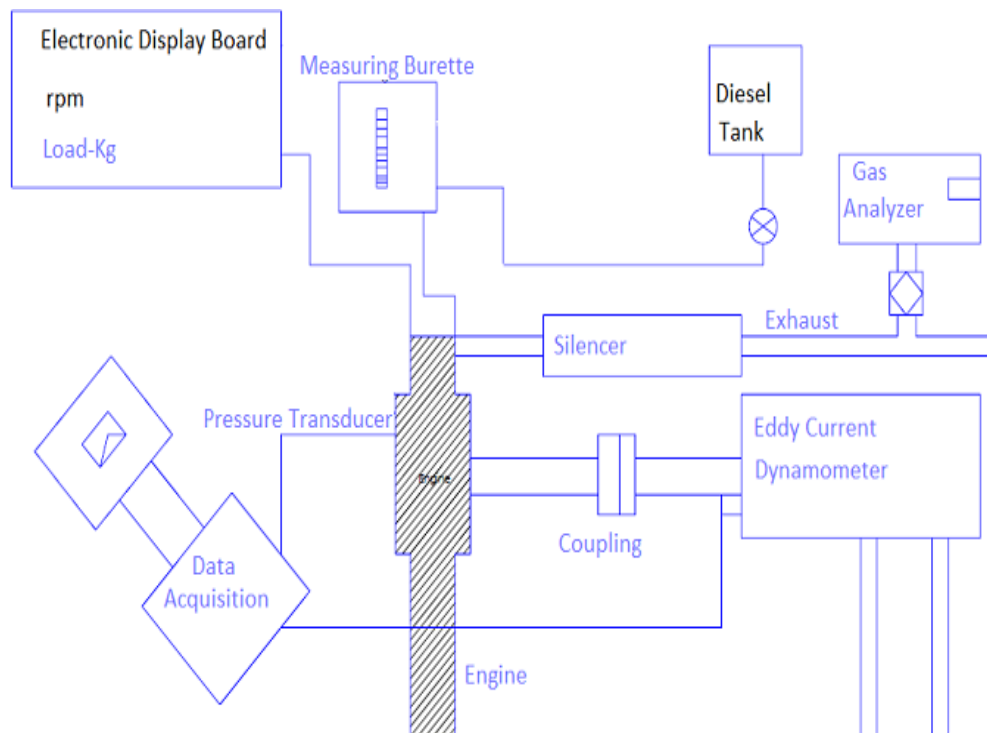 Electronic Display Board
rpm
Load-Kg
Measuring Burette
Diesel
Tank
Gas
Analyzer
Exhaust
Silencer
Pressure Transducer
Engine
Eddy Current
Dynamometer
Coupling
Data
Acquisition
Engine